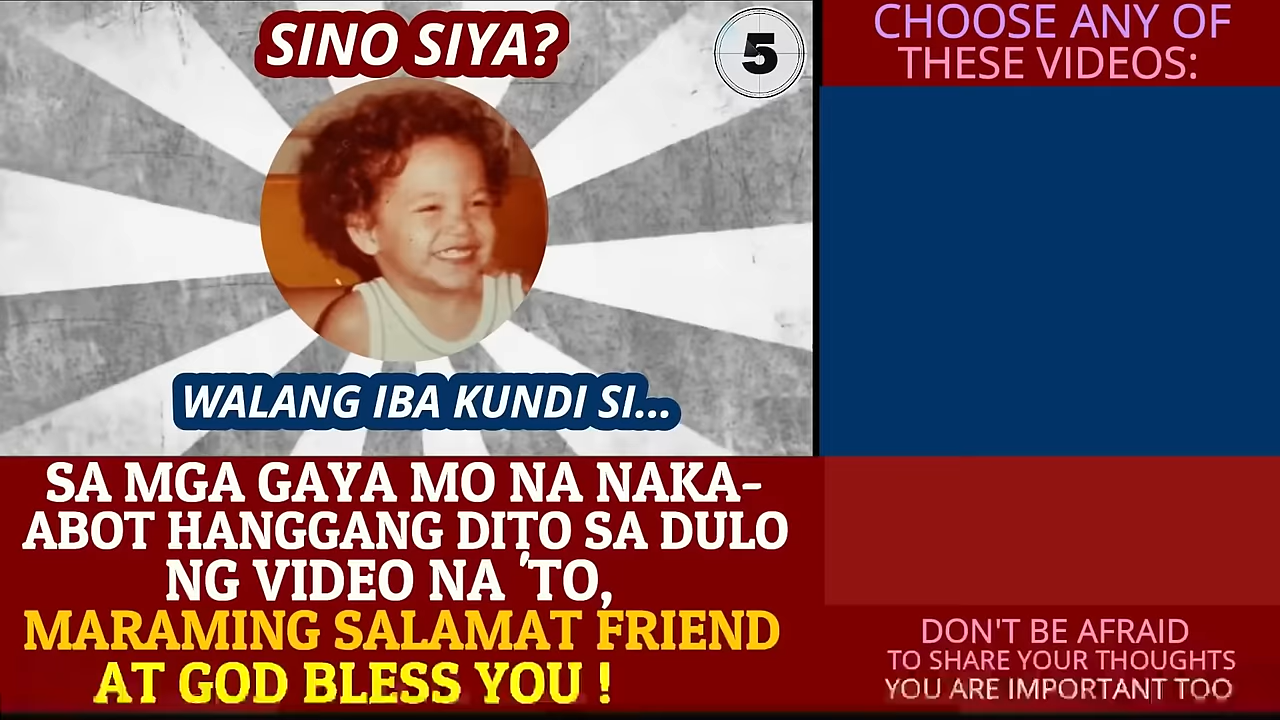 SINO SIYA?
5
WALANG IBA KUNDI SI...
SA MGA GAYA MO NA NAKA-
ABOT HANGGANG DITO SA DULO
NG VIDEO NA 'TO,
MARAMING SALAMAT FRIEND
AT GOD BLESS YOU !
CHOOSE ANY OF
THESE VIDEOS:
DON'T BE AFRAID
TO SHARE YOUR THOUGHTS
YOU ARE IMPORTANT TOO